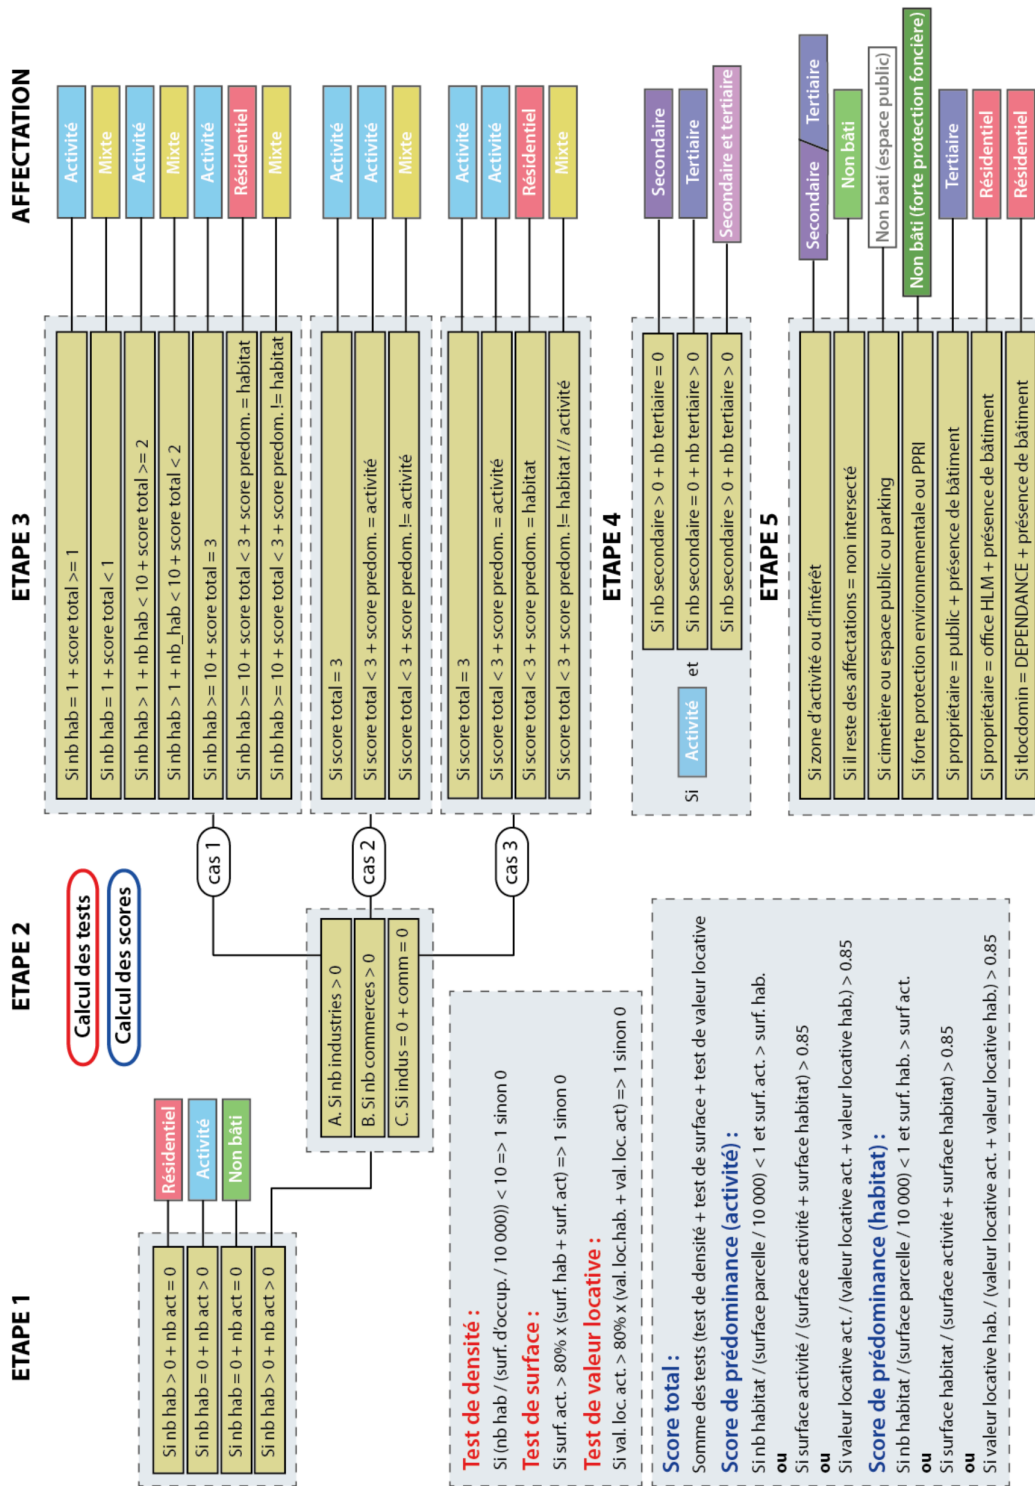 ETAPE 1
ETAPE 2
ETAPE 3
AFFECTATION
Si nb hab > 0 + nb act = 0
Résidentiel
Si nb hab = 0 + nb act > 0
Activité
Si nb hab = 0 + nb act = 0
Non bâti
Si nb hab > 0 + nb act > 0
Calcul des tests
Calcul des scores
A. Si nb industries > 0
B. Si nb commerces > 0
C. Si indus = 0 + comm = 0
cas 1
Si nb hab = 1 + score total >= 1
Activité
Si nb hab = 1 + score total < 1
Mixte
Si nb hab > 1 + nb hab < 10 + score total >= 2
Activité
Si nb hab > 1 + nb_hab < 10 + score total < 2
Mixte
Si nb hab >= 10 + score total = 3
Activité
Si nb hab >= 10 + score total < 3 + score predom. = habitat
Résidentiel
Si nb hab >= 10 + score total < 3 + score predom. != habitat
Mixte
cas 2
Si score total = 3
Activité
Si score total < 3 + score predom. = activité
Activité
Si score total < 3 + score predom. != activité
Mixte
cas 3
Si score total = 3
Activité
Si score total < 3 + score predom. = activité
Activité
Si score total < 3 + score predom. = habitat
Résidentiel
Si score total < 3 + score predom. != habitat // activité
Mixte
Test de densité :
Si (nb hab / (surf. d'occup. / 10 000)) < 10 => 1 sinon 0
Test de surface :
Si surf. act. > 80% x (surf. hab + surf. act) => 1 sinon 0
Test de valeur locative :
Si val. loc. act. > 80% x (val. loc.hab. + val. loc. act) => 1 sinon 0
Score total :
Somme des tests (test de densité + test de surface + test de valeur locative
Score de prédominance (activité) :
Si nb habitat / (surface parcelle / 10 000) < 1 et surf. act. > surf. hab.
ou
Si surface activité / (surface activité + surface habitat) > 0.85
ou
Si valeur locative act. / (valeur locative act. + valeur locative hab.) > 0.85
Score de prédominance (habitat) :
Si nb habitat / (surface parcelle / 10 000) < 1 et surf. hab. > surf act.
ou
Si surface habitat / (surface activité + surface habitat) > 0.85
ou
Si valeur locative hab. / (valeur locative act. + valeur locative hab.) > 0.85
ETAPE 4
Si
Activité
et
Si nb secondaire > 0 + nb tertiaire = 0
Secondaire
Si nb secondaire = 0 + nb tertiaire > 0
Tertiaire
Si nb secondaire > 0 + nb tertiaire > 0
Secondaire et tertiaire
ETAPE 5
Si zone d'activité ou d'intérêt
Secondaire / Tertiaire
Si il reste des affectations = non intersecté
Non bâti
Si cimetière ou espace public ou parking
Non bati (espace public)
Si forte protection environnementale ou PPRI
Non bâti (forte protection foncière)
Si propriétaire = public + présence de bâtiment
Tertiaire
Si propriétaire = office HLM + présence de bâtiment
Résidentiel
Si tlocdomin = DEPENDANCE + présence de bâtiment
Résidentiel